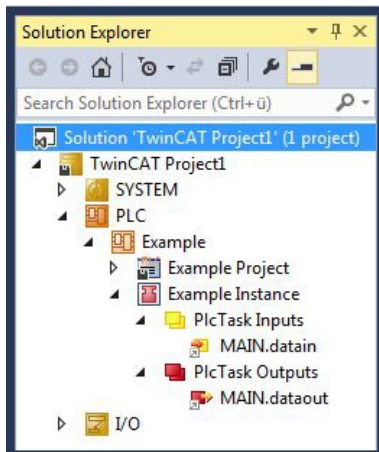 Solution Explorer
Search Solution Explorer (Ctrl+ü)
Solution 'TwinCAT Project1' (1 project)
TwinCAT Project1
SYSTEM
PLC
Example
Example Project
Example Instance
PlcTask Inputs
MAIN.datain
PlcTask Outputs
MAIN.dataout
I/O